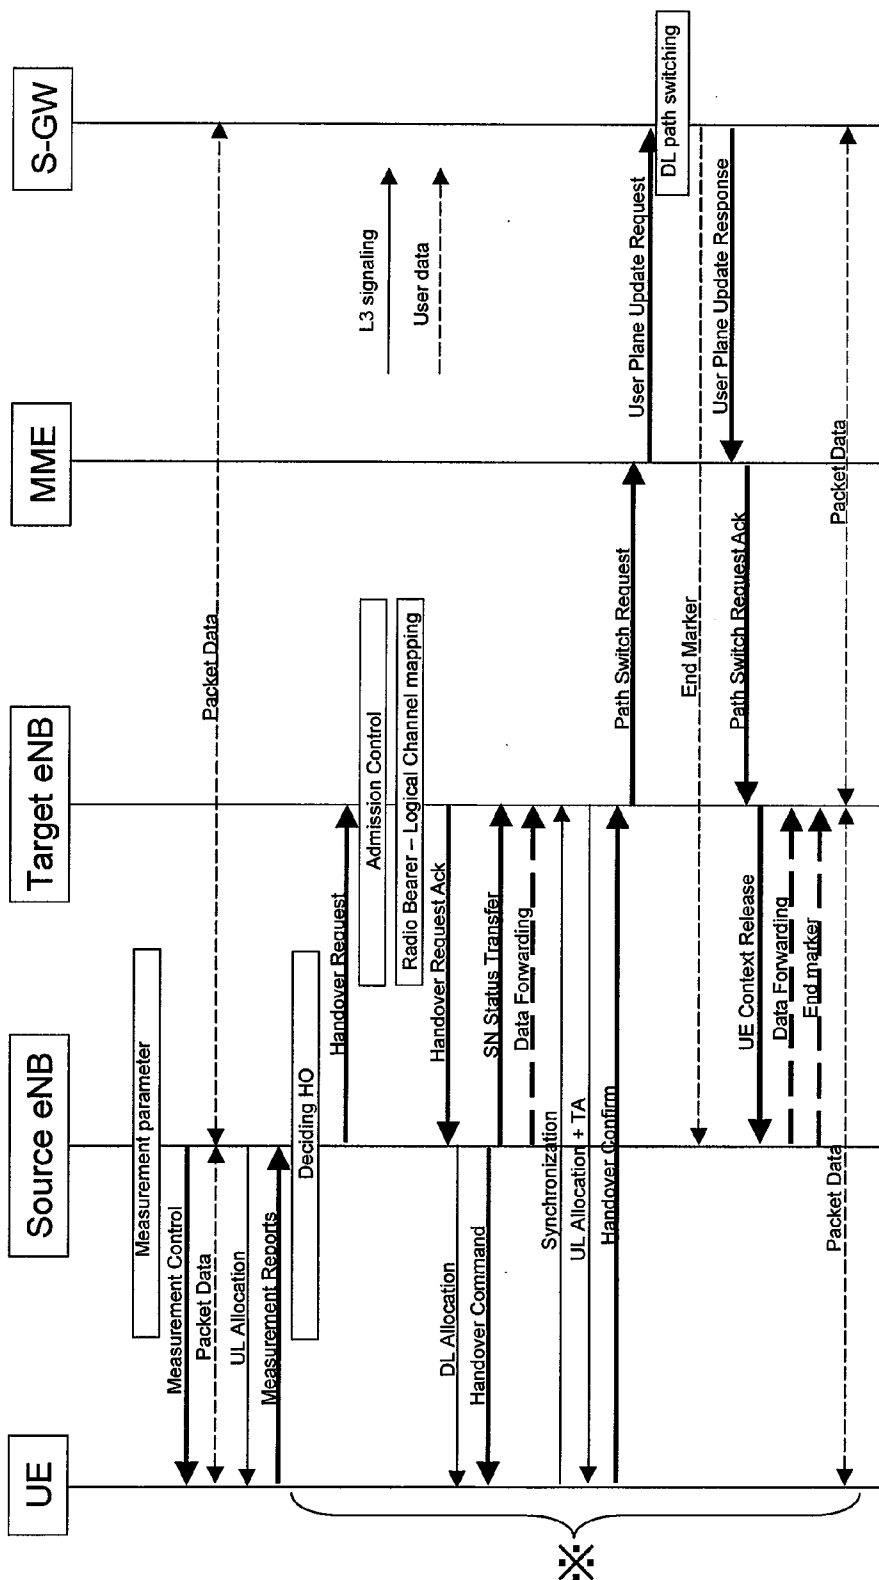 UE
Source eNB
Target eNB
MME
S-GW
Measurement parameter
Measurement Control
Packet Data
Packet Data
UL Allocation
Measurement Reports
Deciding HO
Handover Request
L3 signaling
Admission Control
Radio Bearer – Logical Channel mapping
User data
Handover Request Ack
DL Allocation
Handover Command
SN Status Transfer
Data Forwarding
Synchronization
UL Allocation + TA
Handover Confirm
Path Switch Request
User Plane Update Request
DL path switching
End Marker
User Plane Update Response
Path Switch Request Ack
UE Context Release
Data Forwarding
End marker
Packet Data
Packet Data
※